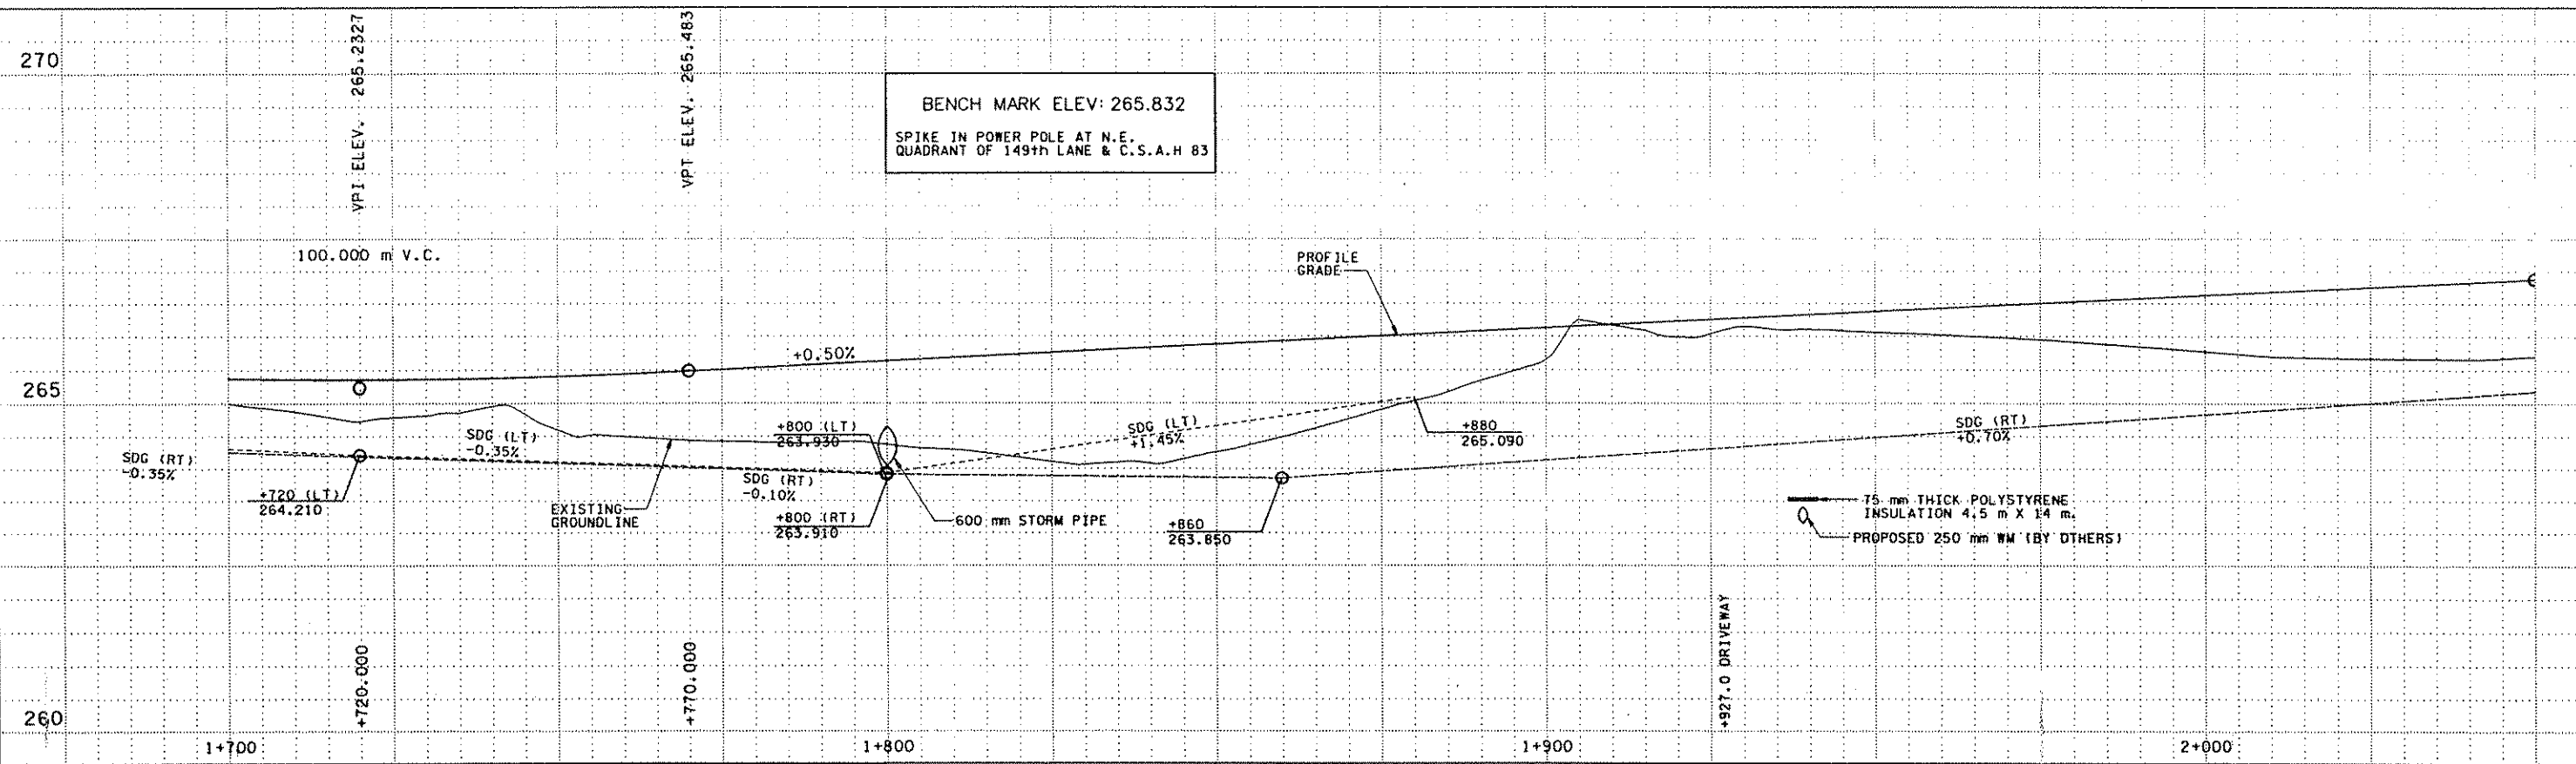 270
VPI ELEV. 265.2327
VPT ELEV. 265.483
BENCH MARK ELEV: 265.832
SPIKE IN POWER POLE AT N.E.
QUADRANT OF 149th LANE & C.S.A.H 83
100.000 m V.C.
PROFILE
GRADE
+0.50%
265
SDG (RT)
-0.35%
SDG (LT)
-0.35%
+720 (LT)
264.210
EXISTING
GROUNDLINE
+800 (LT)
263.930
SDG (RT)
-0.10%
+800 (RT)
263.910
600 mm STORM PIPE
SDG (LT)
+1.45%
+860
263.850
+880
265.090
SDG (RT)
+0.70%
75 mm THICK POLYSTYRENE
INSULATION 4.5 m X 14 m.
PROPOSED 250 mm WM (BY OTHERS)
+720.000
+770.000
+927.0 DRIVEWAY
260
1+700
1+800
1+900
2+000